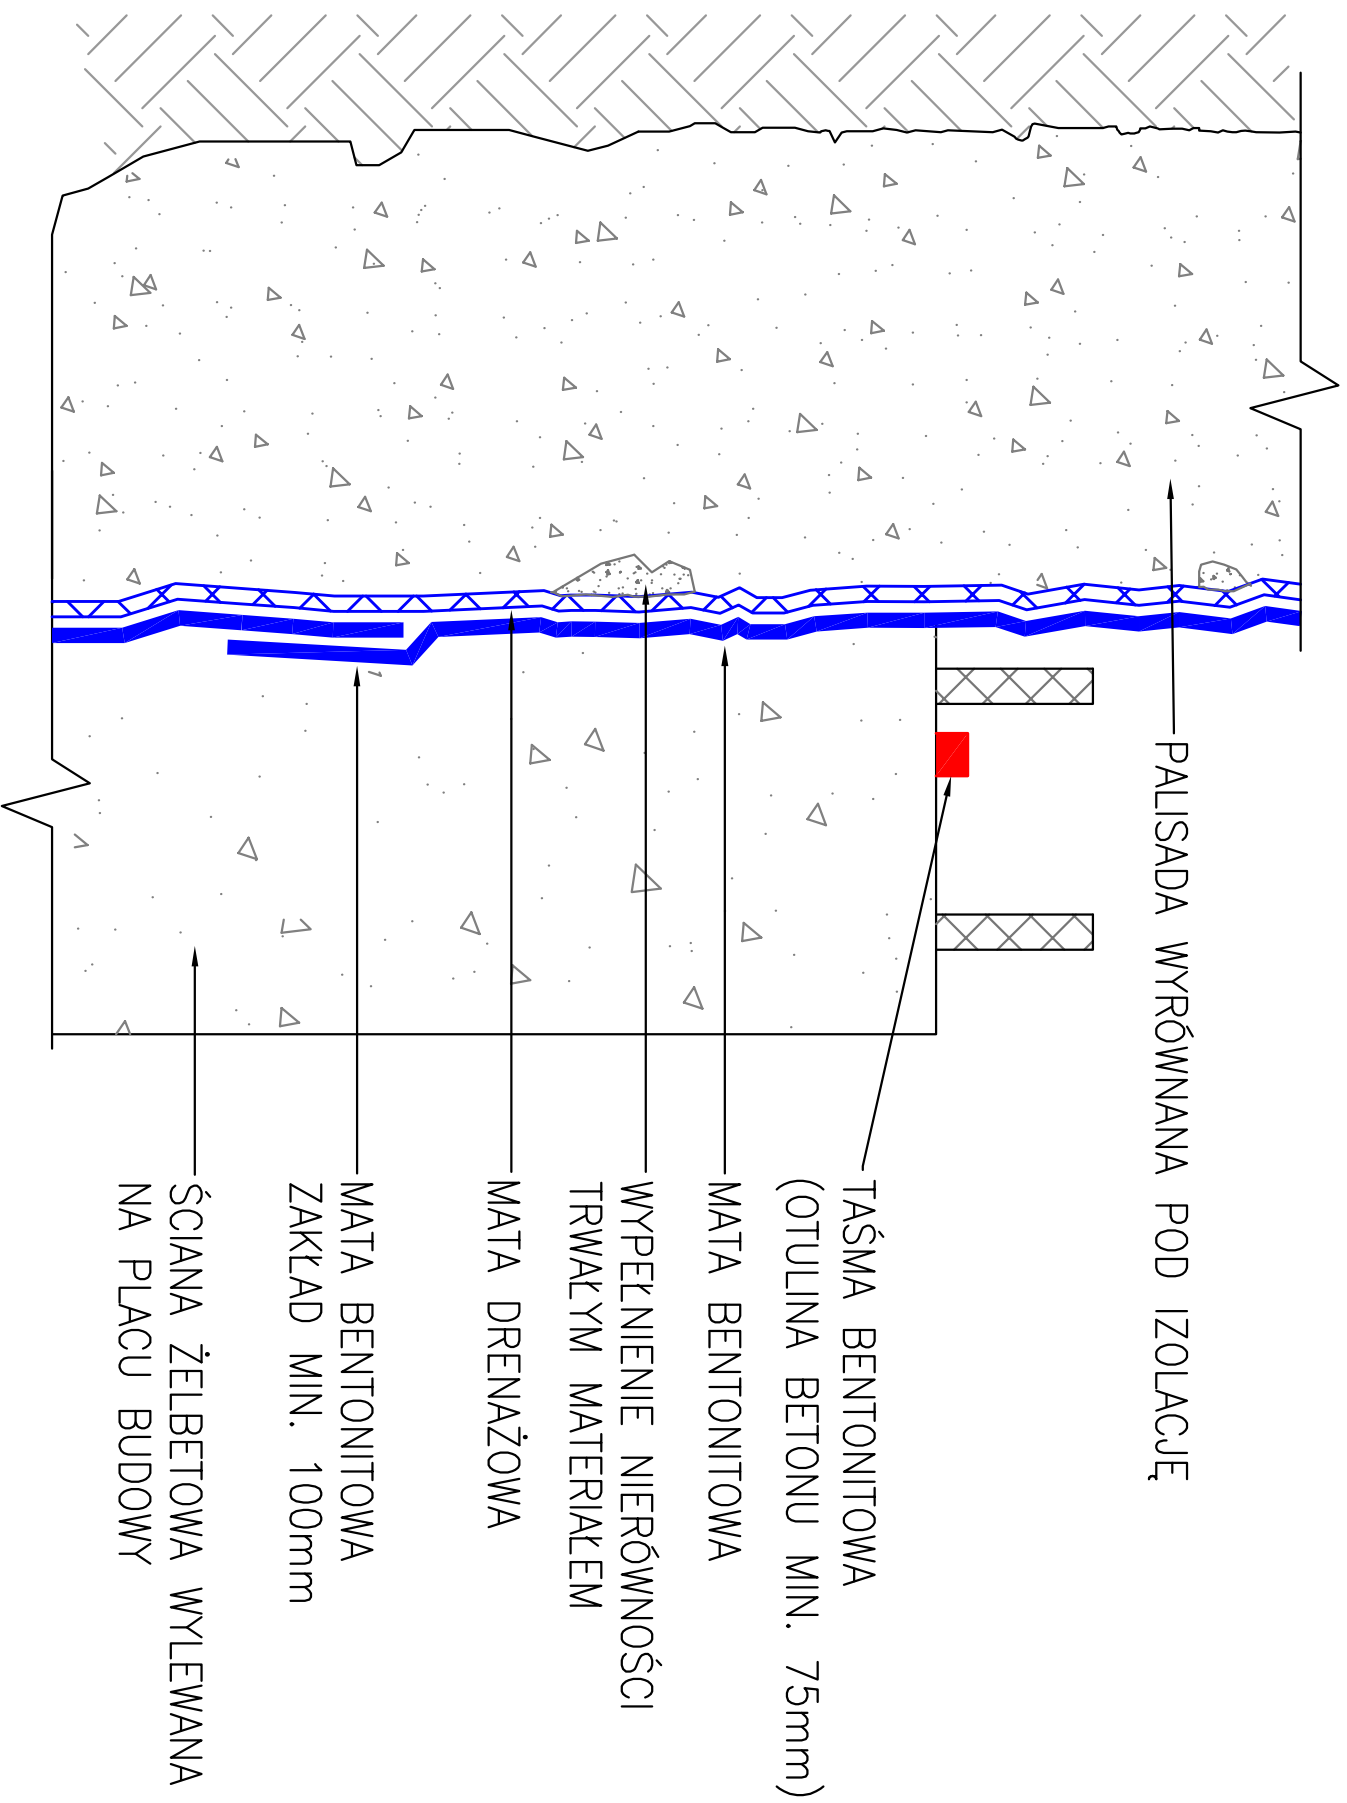 PALISADA WYRÓWNANA POD IZOLACJĘ
TAŚMA BENTONITOWA
(OTULINA BETONU MIN. 75mm)
MATA BENTONITOWA
WYPEŁNIENIE NIERÓWNOŚCI
TRWAŁYM MATERIAŁEM
MATA DRENAŻOWA
MATA BENTONITOWA
ZAKŁAD MIN. 100mm
ŚCIANA ŻELBETOWA WYLEWANA
NA PLACU BUDOWY